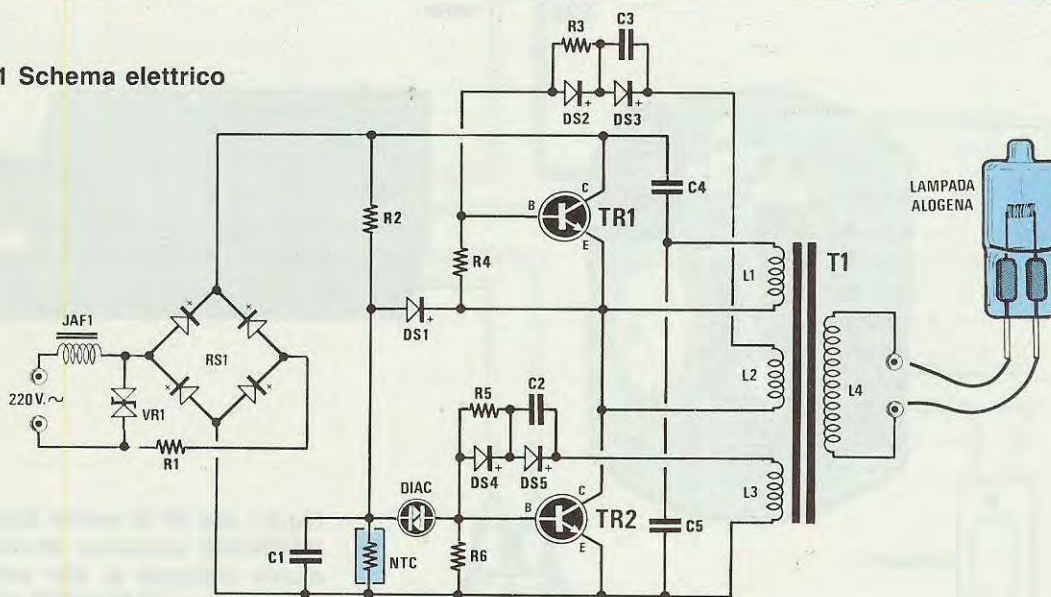 1 Schema elettrico
R3
C3
DS2
+
DS3
+
R2
C
B
TR1
E
C4
R4
L1
T1
LAMPADA
ALOGENA
JAF1
RS1
DS1
+
L2
L4
220 V. ~
VR1
R1
R5
C2
DS4
+
DS5
+
L3
DIAC
C
B
TR2
E
C5
C1
NTC
R6